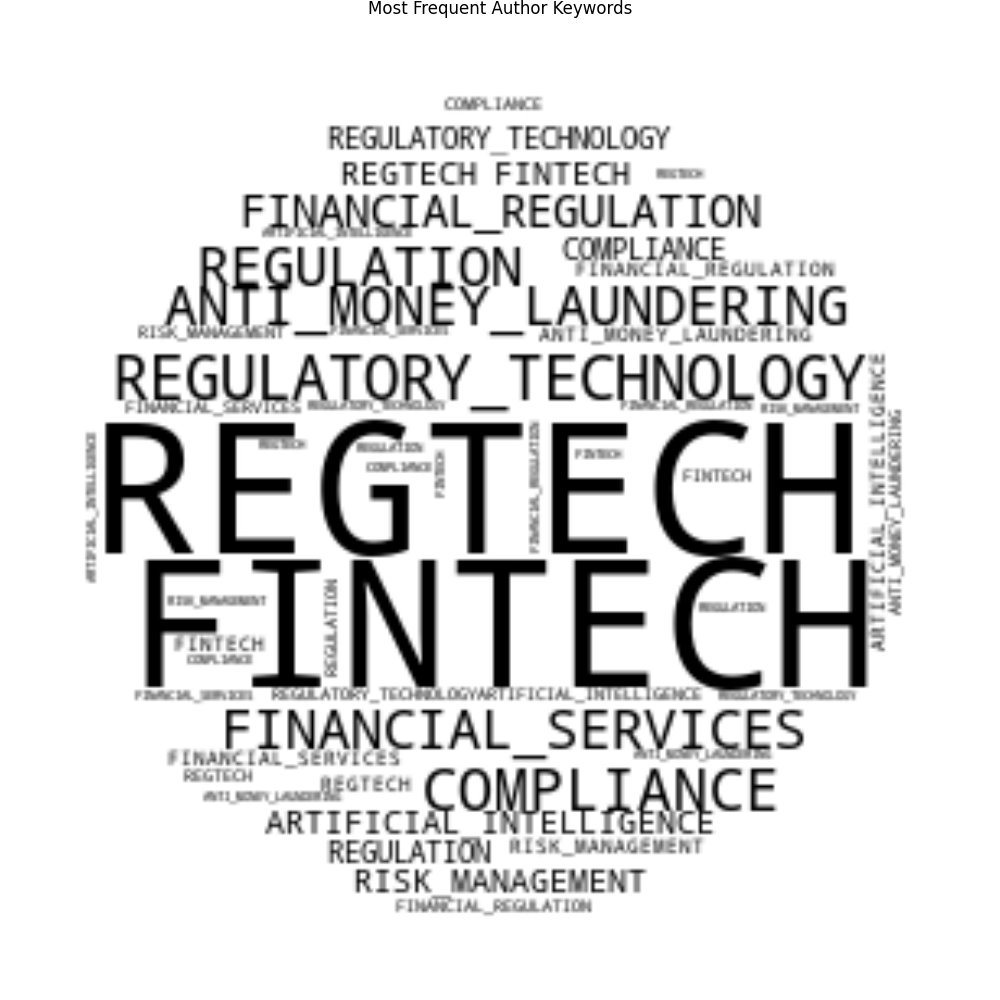 Most Frequent Author Keywords
COMPLIANCE
REGULATORY_TECHNOLOGY
REGTECH FINTECH REGTECH
FINANCIAL_REGULATION
ARTIFICIAL_INTELLIGENCE
COMPLIANCE
REGULATION
FINANCIAL_REGULATION
ANTI_MONEY_LAUNDERING
RISK_MANAGEMENT FINANCIAL_SERVICES ANTI_MONEY_LAUNDERING
REGULATORY_TECHNOLOGY
ARTIFICIAL_INTELLIGENCE
FINANCIAL_SERVICES REGULATORY_TECHNOLOGY FINANCIAL_REGULATION RISK_MANAGEMENT
ANTI_MONEY_LAUNDERING
ARTIFICIAL_INTELLIGENCE
REGTECH
REGTECH
REGULATION
COMPLIANCE
FINTECH
FINANCIAL_REGULATION
FINTECH
FINTECH
FINTECH
RISK_MANAGEMENT
REGULATION
REGULATION
FINTECH
COMPLIANCE
FINANCIAL_SERVICES REGULATORY_TECHNOLOGY ARTIFICIAL_INTELLIGENCE REGULATORY_TECHNOLOGY
FINANCIAL_SERVICES
FINANCIAL_SERVICES ANTI_MONEY_LAUNDERING
REGTECH
REGTECH
COMPLIANCE
ANTI_MONEY_LAUNDERING
ARTIFICIAL_INTELLIGENCE
REGULATION RISK_MANAGEMENT
RISK_MANAGEMENT
FINANCIAL_REGULATION